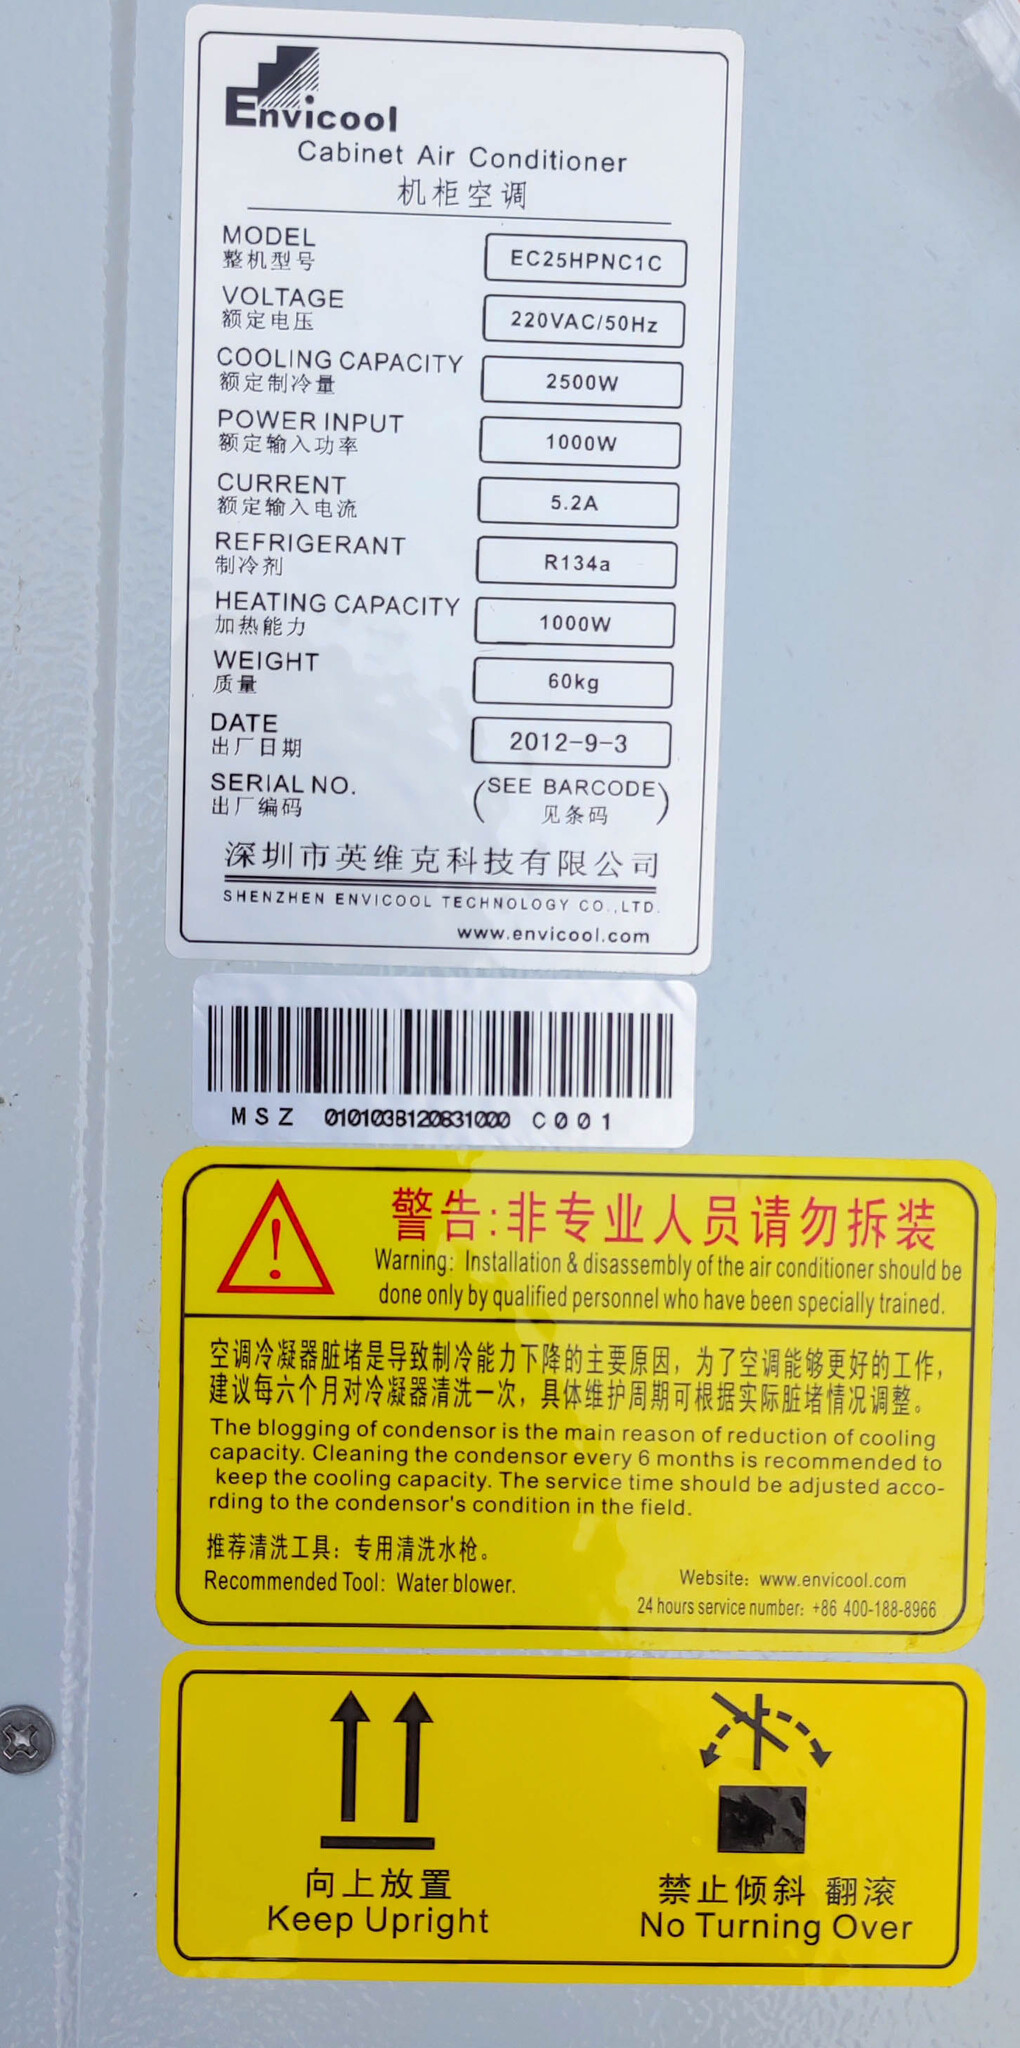 Envicool
Cabinet Air Conditioner
机柜空调
MODEL
整机型号
EC25HPNC1C
VOLTAGE
额定电压
220VAC/50Hz
COOLING CAPACITY
额定制冷量
2500W
POWER INPUT
额定输入功率
1000W
CURRENT
额定输入电流
5.2A
REFRIGERANT
制冷剂
R134a
HEATING CAPACITY
加热能力
1000W
WEIGHT
质量
60kg
DATE
出厂日期
2012-9-3
SERIAL NO.
出厂编码
(SEE BARCODE)
见条码
深圳市英维克科技有限公司
SHENZHEN ENVICOOL TECHNOLOGY CO.,LTD.
www.envicool.com
MSZ 0101038120831000 C001
警告:非专业人员请勿拆装
Warning: Installation & disassembly of the air conditioner should be
done only by qualified personnel who have been specially trained.
空调冷凝器脏堵是导致制冷能力下降的主要原因，为了空调能够更好的工作，
建议每六个月对冷凝器清洗一次，具体维护周期可根据实际脏堵情况调整。
The blogging of condensor is the main reason of reduction of cooling
capacity. Cleaning the condensor every 6 months is recommended to
keep the cooling capacity. The service time should be adjusted acco-
rding to the condensor's condition in the field.
推荐清洗工具：专用清洗水枪。
Recommended Tool: Water blower.
Website: www.envicool.com
24 hours service number: +86 400-188-8966
向上放置
Keep Upright
禁止倾斜 翻滚
No Turning Over